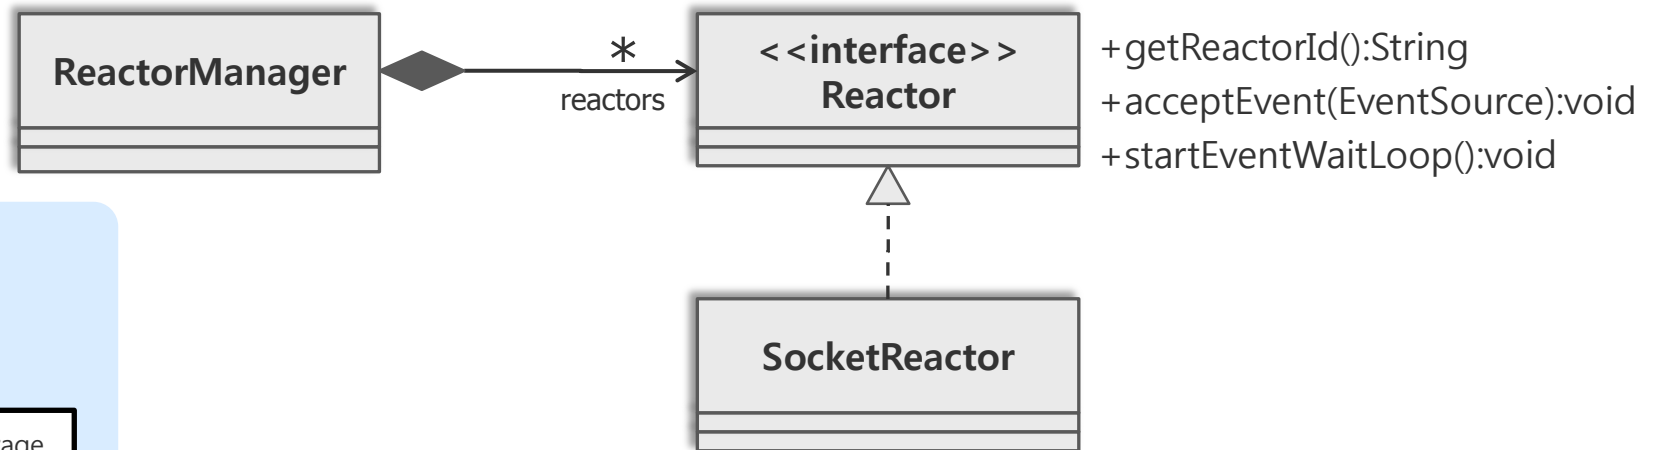 ReactorManager
*
reactors
<<interface>>
Reactor
+getReactorId():String
+acceptEvent(EventSource):void
+startEventWaitLoop():void
SocketReactor